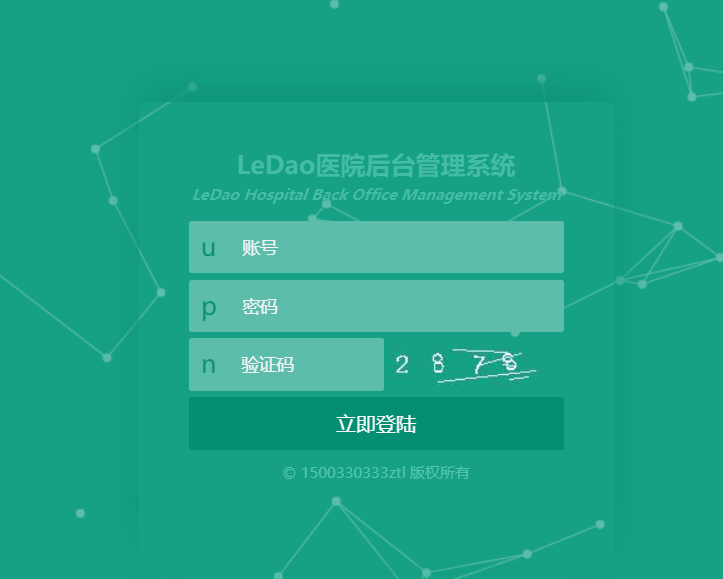 LeDao医院后台管理系统
LeDao Hospital Back Office Management System
u 账号
p 密码
n 验证码 2 8 7 8
立即登陆
© 1500330333ztl 版权所有